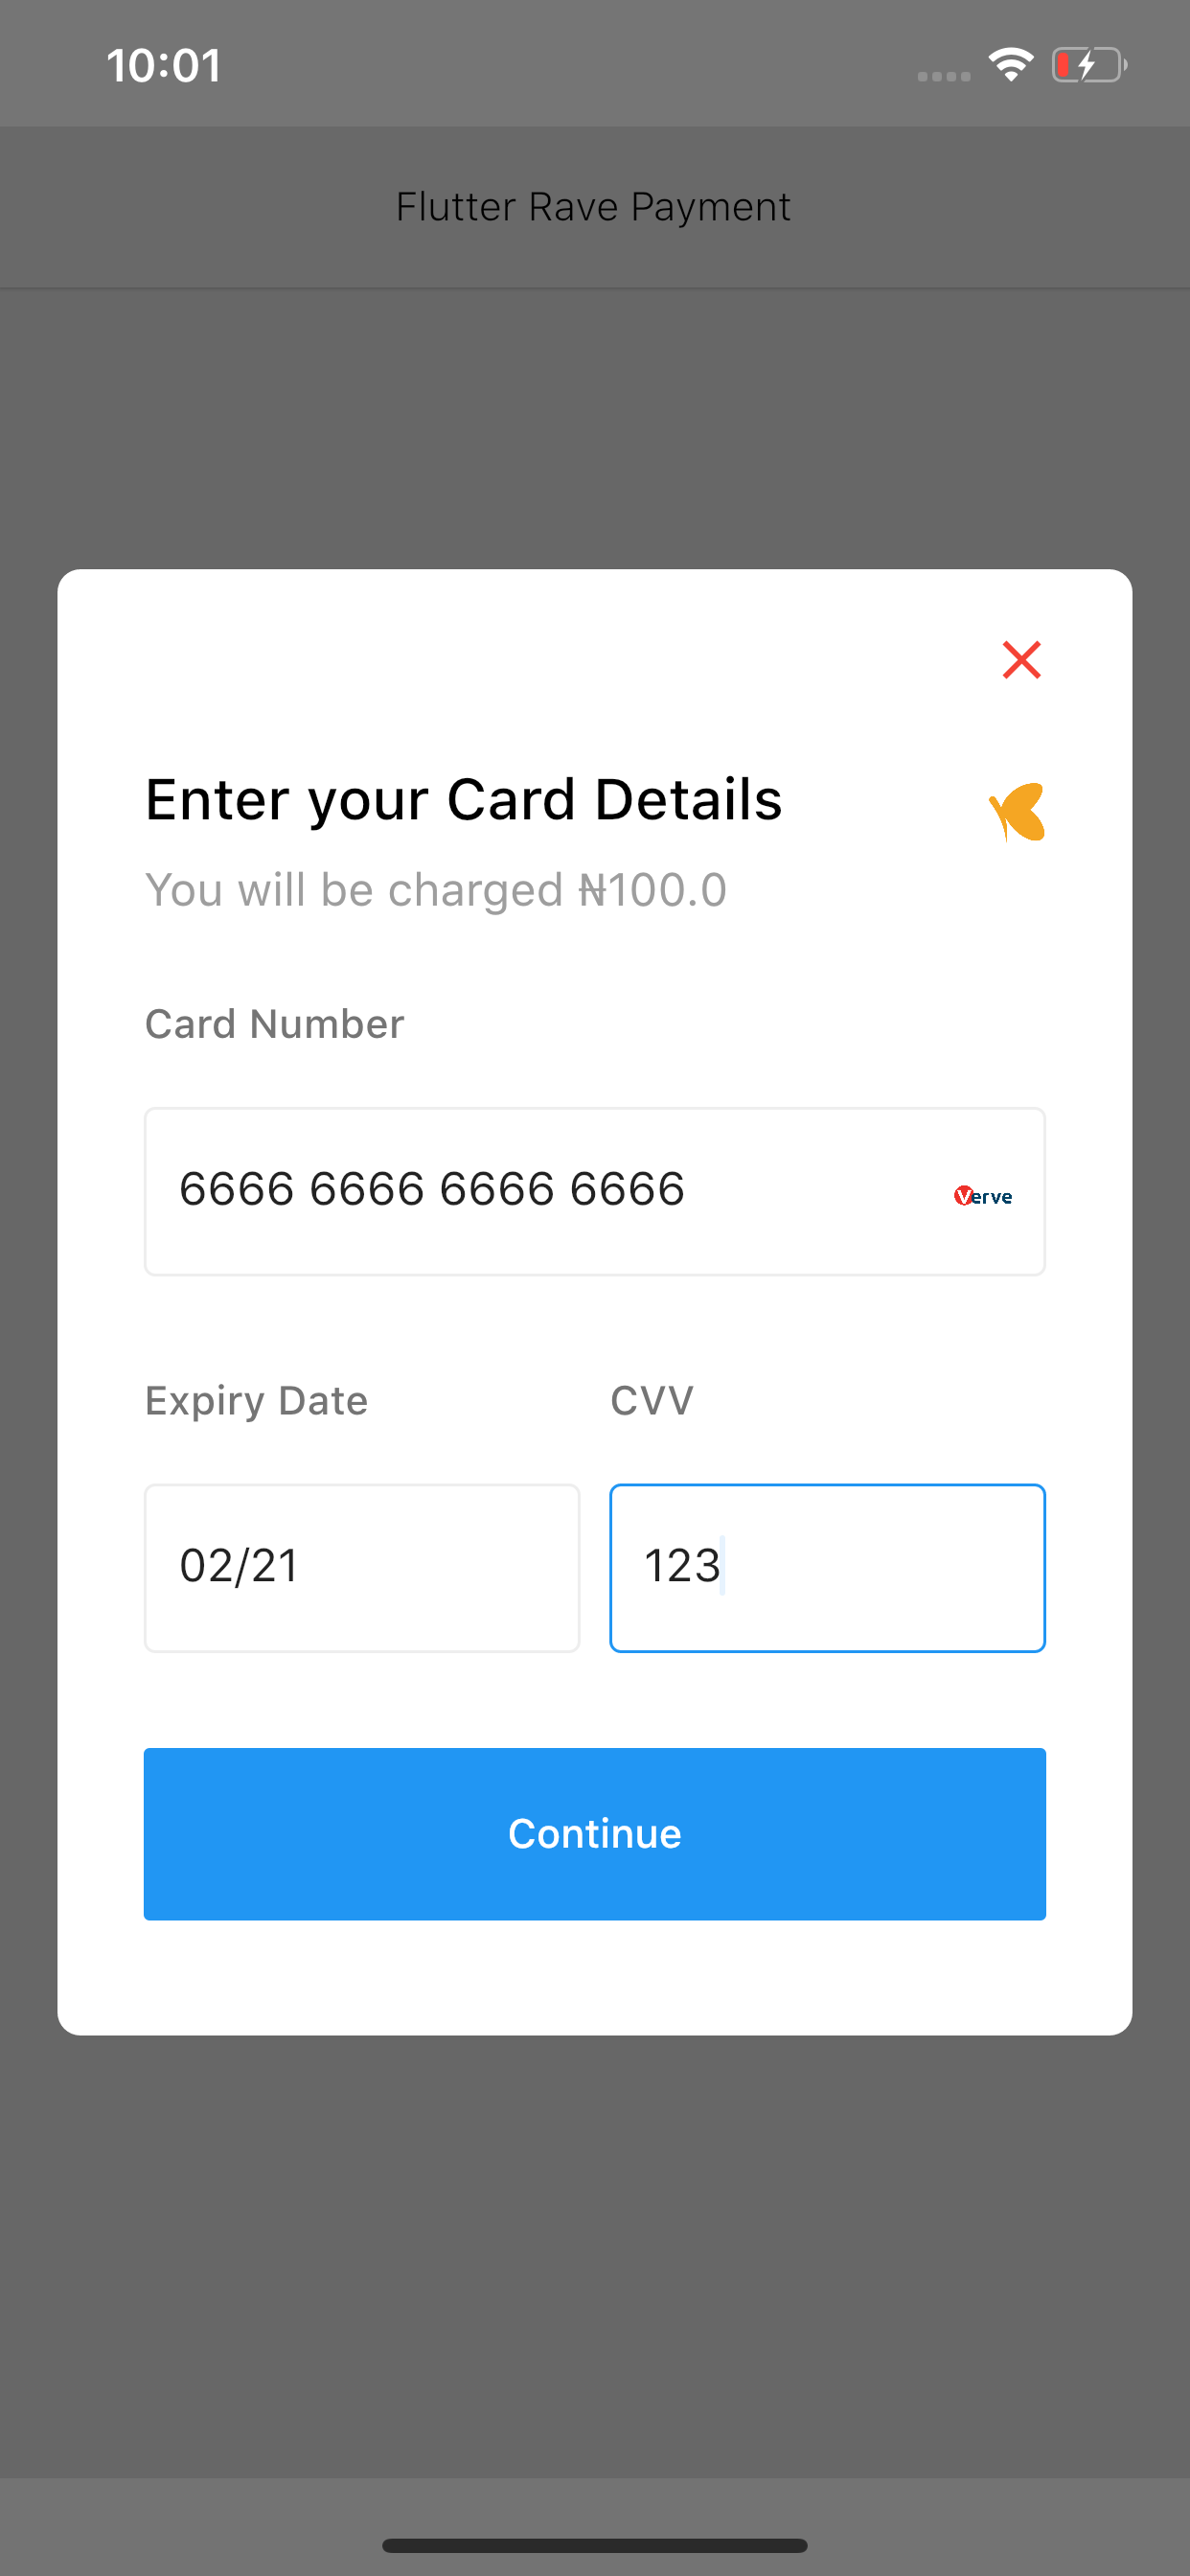 10:01
Flutter Rave Payment
Enter your Card Details
You will be charged ₦100.0
Card Number
6666 6666 6666 6666
Verve
Expiry Date CVV
02/21 123
Continue